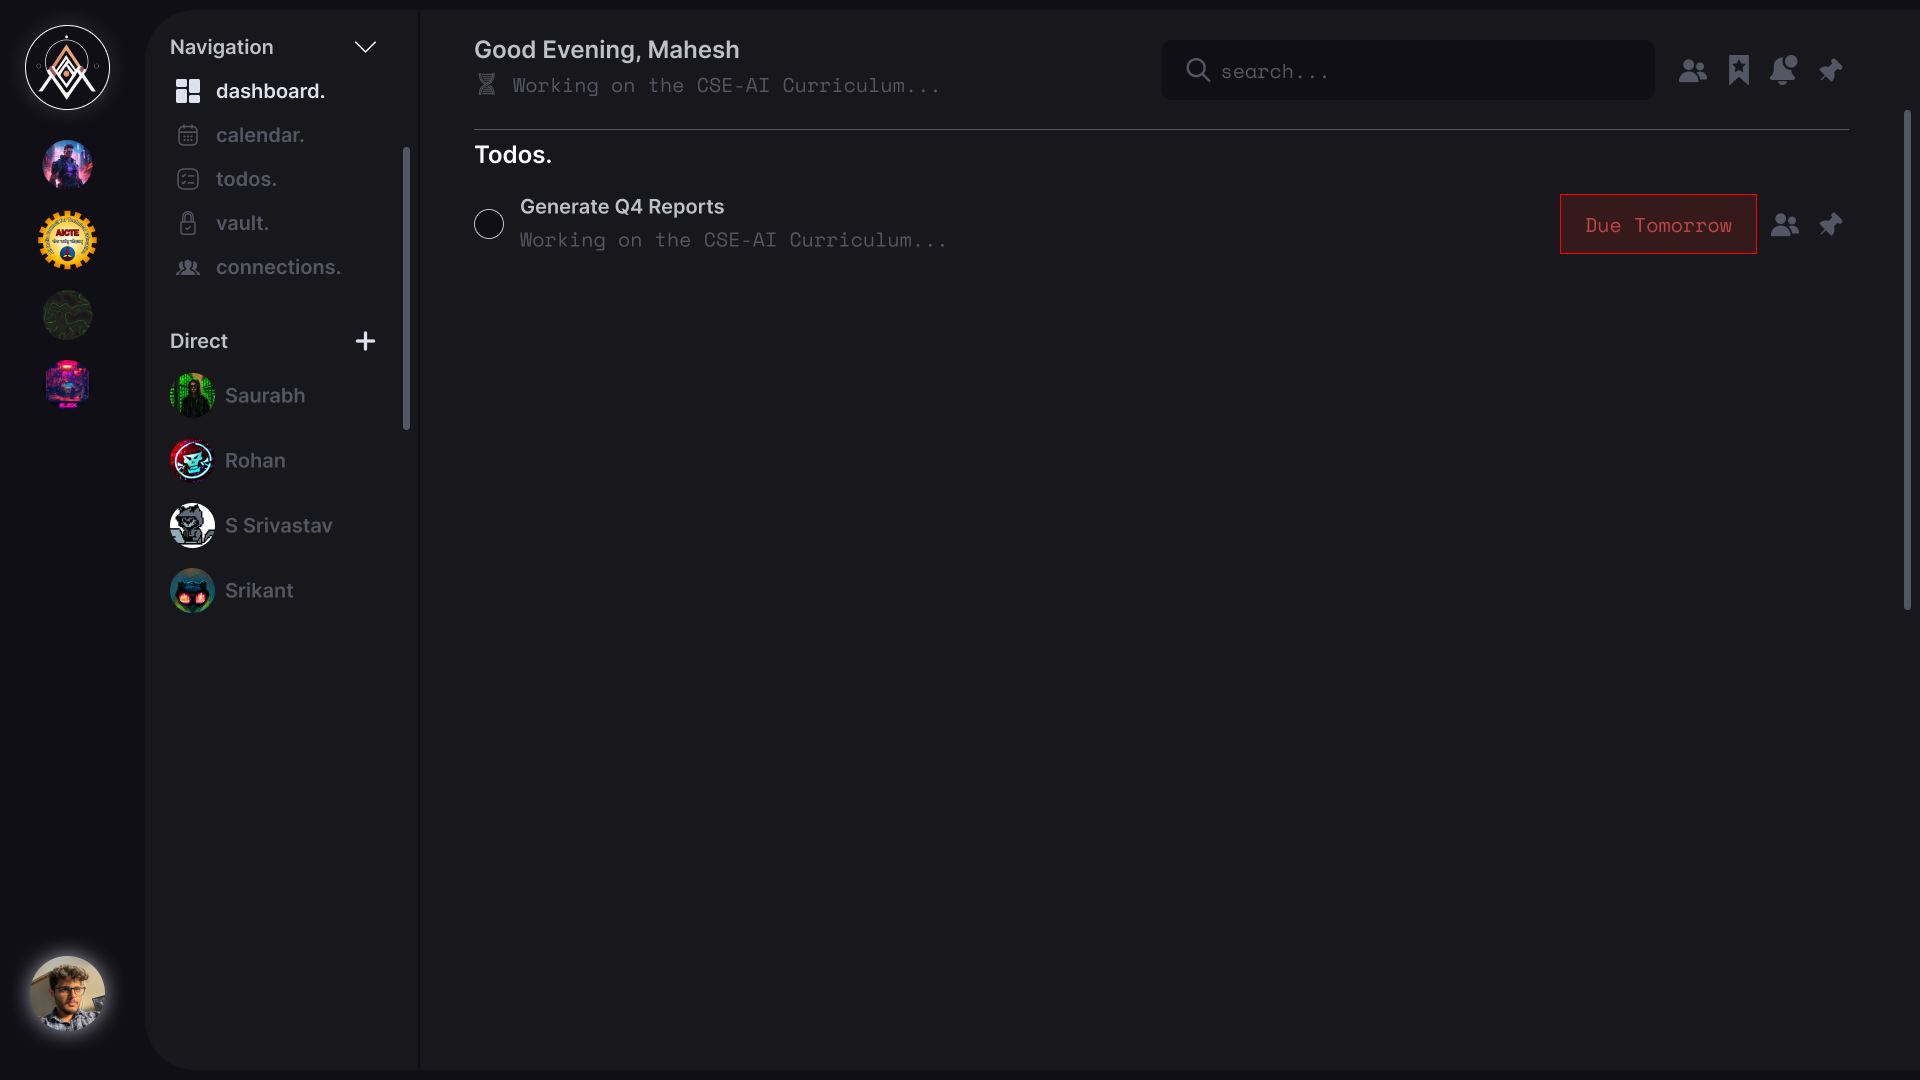 Navigation
dashboard.
calendar.
todos.
vault.
connections.
Direct
Saurabh
Rohan
S Srivastav
Srikant
AICTE
Good Evening, Mahesh
Working on the CSE-AI Curriculum...
search...
Todos.
Generate Q4 Reports
Working on the CSE-AI Curriculum...
Due Tomorrow